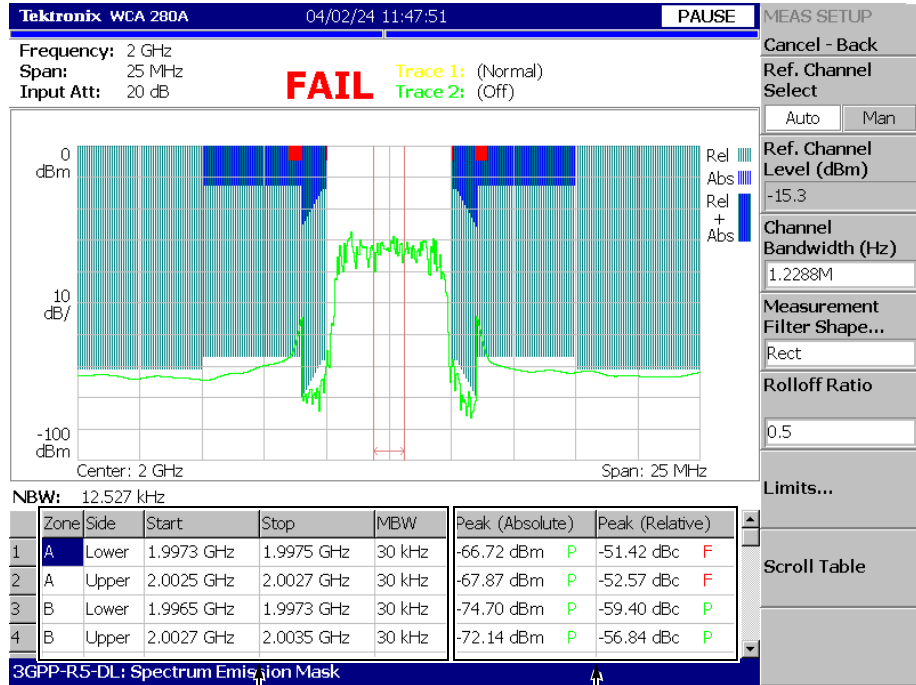 Tektronix WCA 280A 04/02/24 11:47:51 PAUSE
Frequency: 2 GHz
Span: 25 MHz
Input Att: 20 dB
FAIL
Trace 1: (Normal)
Trace 2: (Off)
0
dBm
10
dB/
-100
dBm
Rel
Abs
Rel
+
Abs
Center: 2 GHz Span: 25 MHz
NBW: 12.527 kHz
Zone Side Start Stop MBW Peak (Absolute) Peak (Relative)
1 A Lower 1.9973 GHz 1.9975 GHz 30 kHz -66.72 dBm P -51.42 dBc F
2 A Upper 2.0025 GHz 2.0027 GHz 30 kHz -67.87 dBm P -52.57 dBc F
3 B Lower 1.9965 GHz 1.9973 GHz 30 kHz -74.70 dBm P -59.40 dBc P
4 B Upper 2.0027 GHz 2.0035 GHz 30 kHz -72.14 dBm P -56.84 dBc P
3GPP-R5-DL: Spectrum Emission Mask
MEAS SETUP
Cancel - Back
Ref. Channel
Select
Auto Man
Ref. Channel
Level (dBm)
-15.3
Channel
Bandwidth (Hz)
1.2288M
Measurement
Filter Shape...
Rect
Rolloff Ratio
0.5
Limits...
Scroll Table